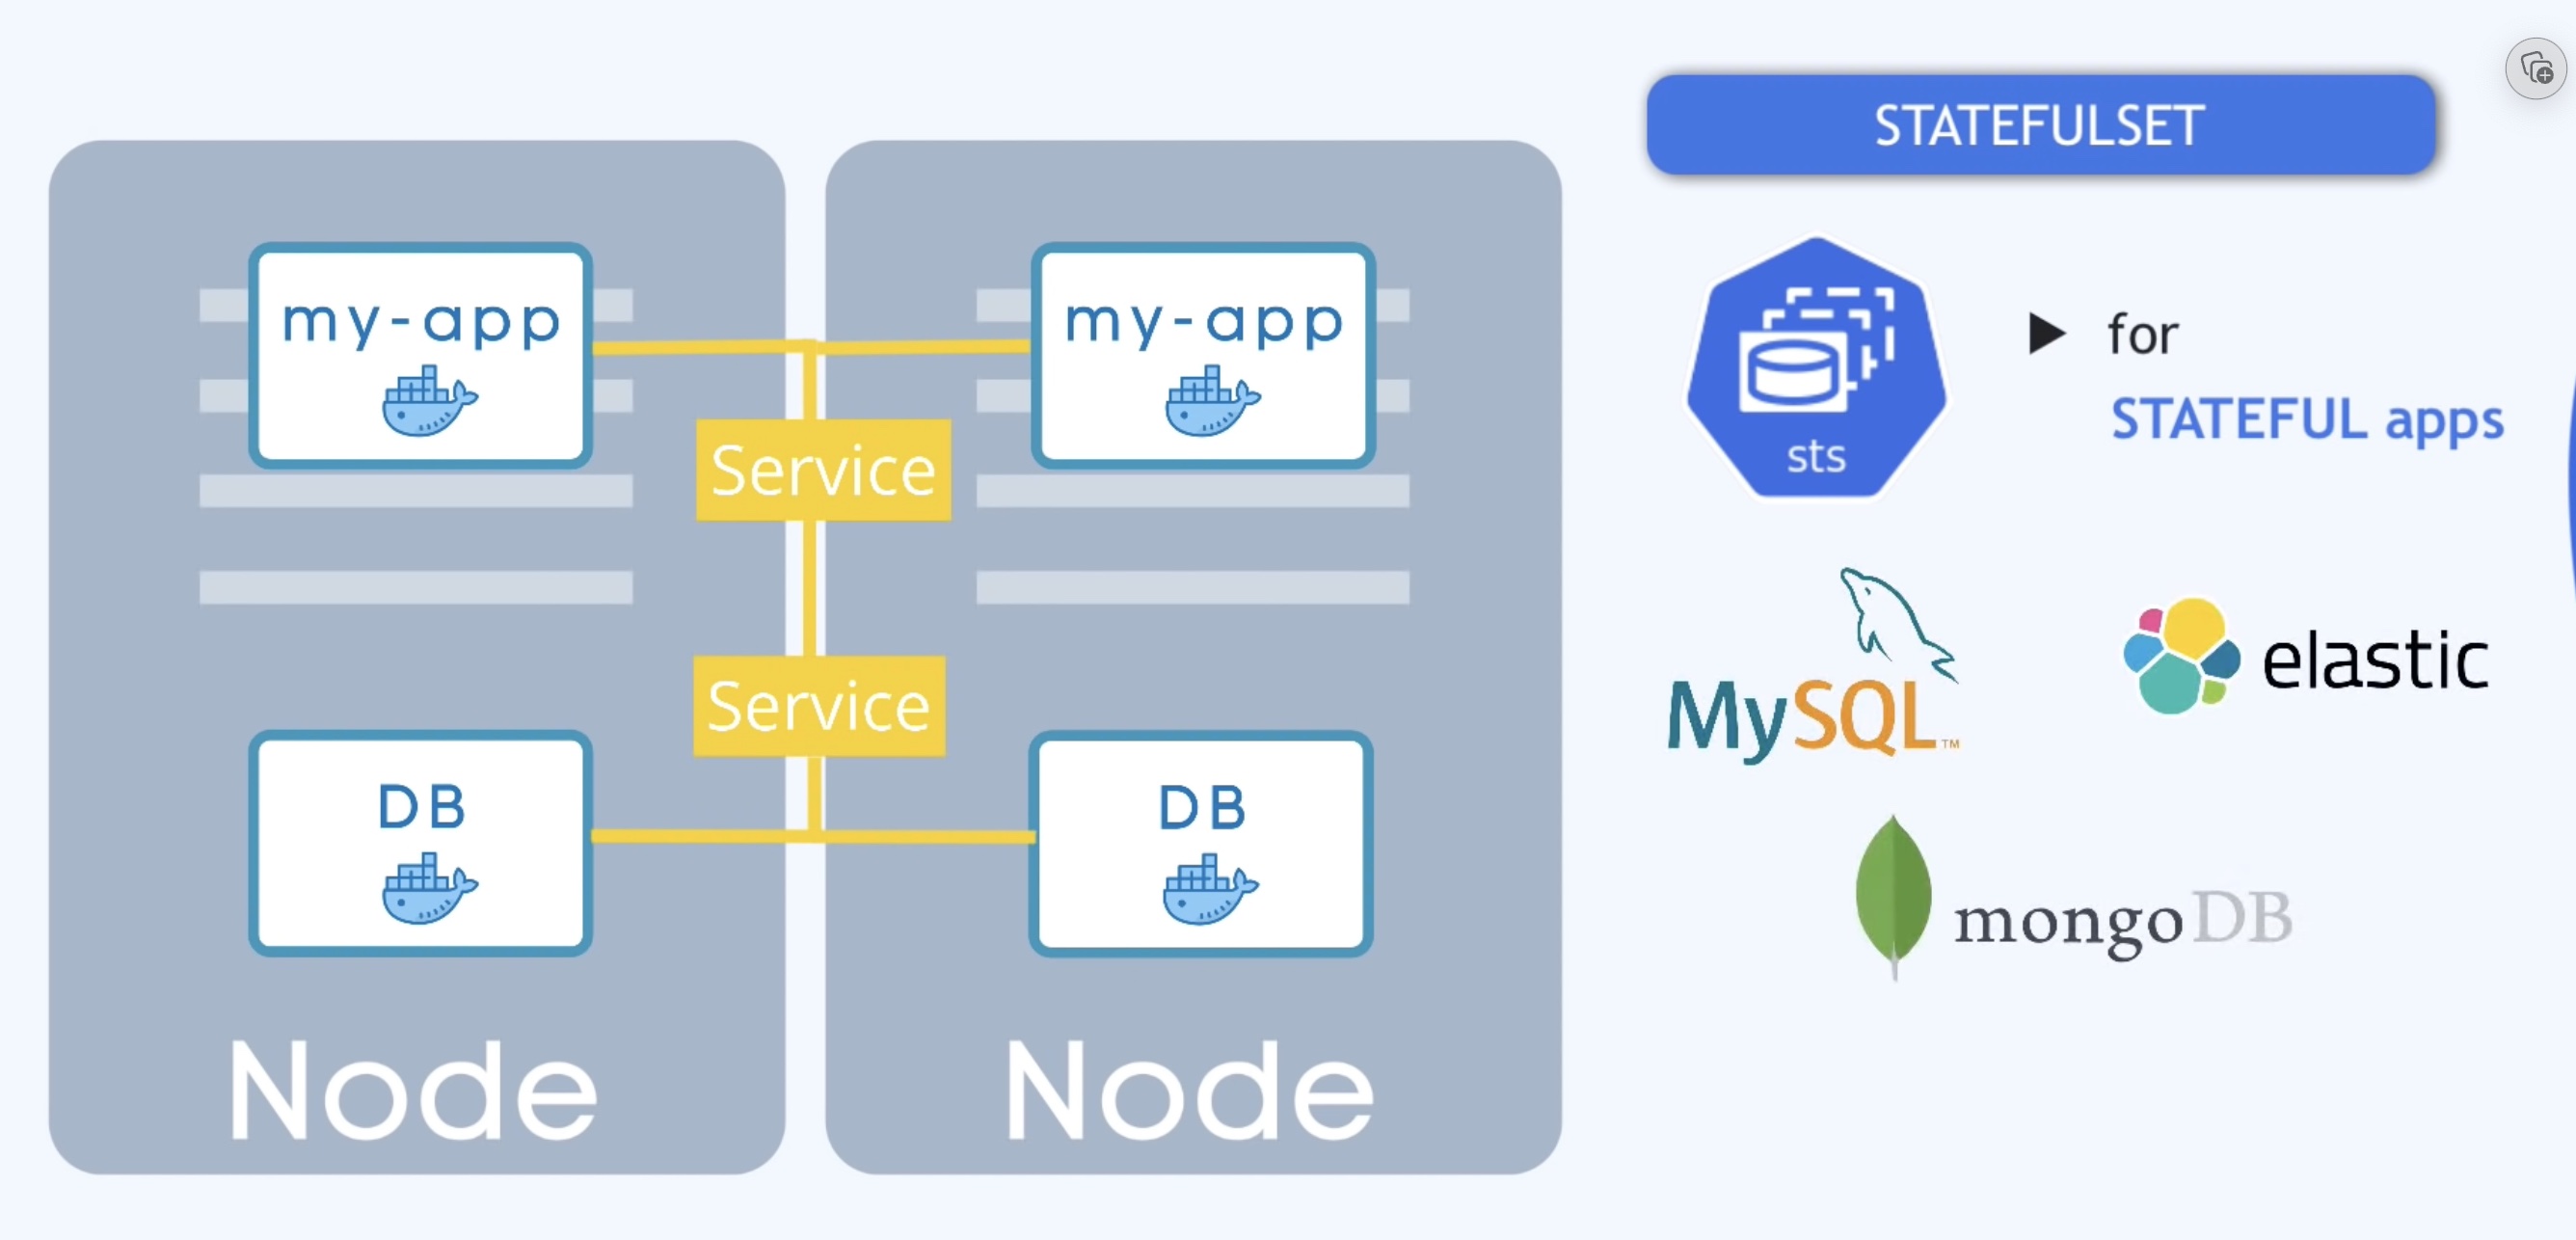 my-app
my-app
Service
Service
DB
DB
Node
Node
STATEFULSET
sts
for
STATEFUL apps
MySQL™
elastic
mongoDB